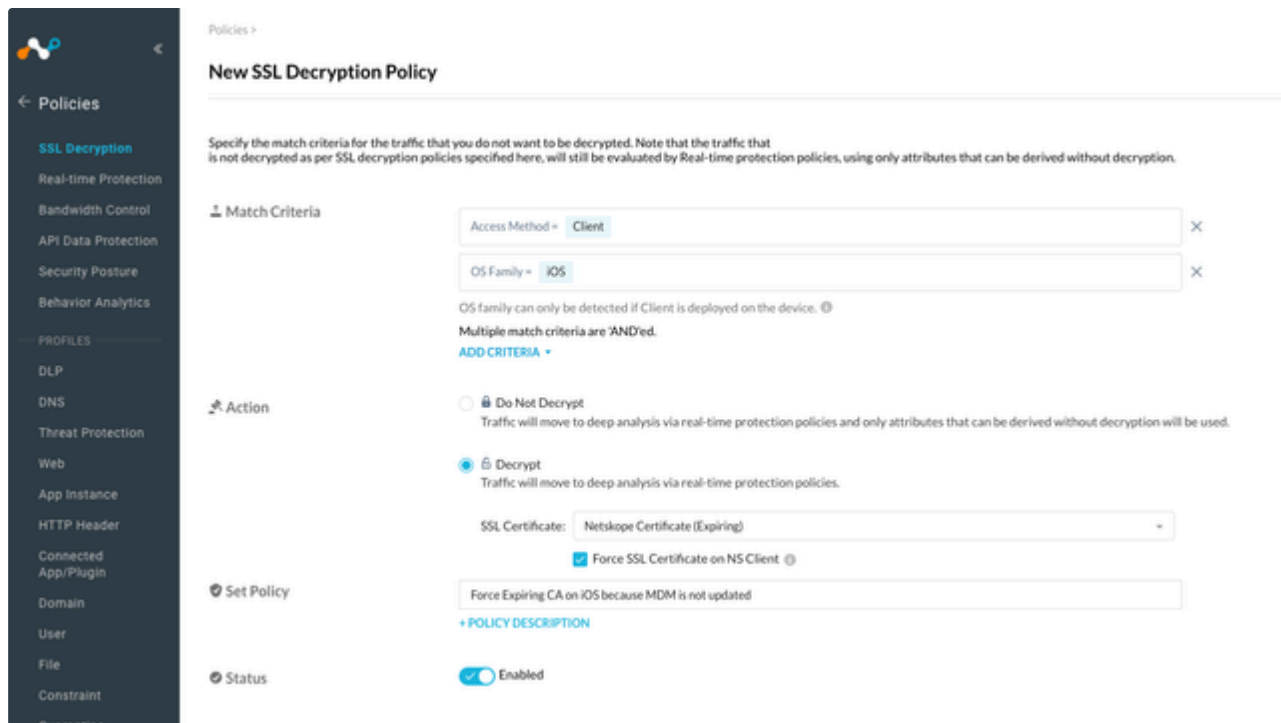 Policies >
New SSL Decryption Policy
Policies
SSL Decryption
Real-time Protection
Bandwidth Control
API Data Protection
Security Posture
Behavior Analytics
PROFILES
DLP
DNS
Threat Protection
Web
App Instance
HTTP Header
Connected
App/Plugin
Domain
User
File
Constraint
Specify the match criteria for the traffic that you do not want to be decrypted. Note that the traffic that
is not decrypted as per SSL decryption policies specified here, will still be evaluated by Real-time protection policies, using only attributes that can be derived without decryption.
Match Criteria
Access Method = Client
OS Family = iOS
OS family can only be detected if Client is deployed on the device.
Multiple match criteria are 'AND'ed.
ADD CRITERIA
Action
Do Not Decrypt
Traffic will move to deep analysis via real-time protection policies and only attributes that can be derived without decryption will be used.
Decrypt
Traffic will move to deep analysis via real-time protection policies.
SSL Certificate: Netskope Certificate (Expiring)
Force SSL Certificate on NS Client
Set Policy
Force Expiring CA on iOS because MDM is not updated
+ POLICY DESCRIPTION
Status
Enabled